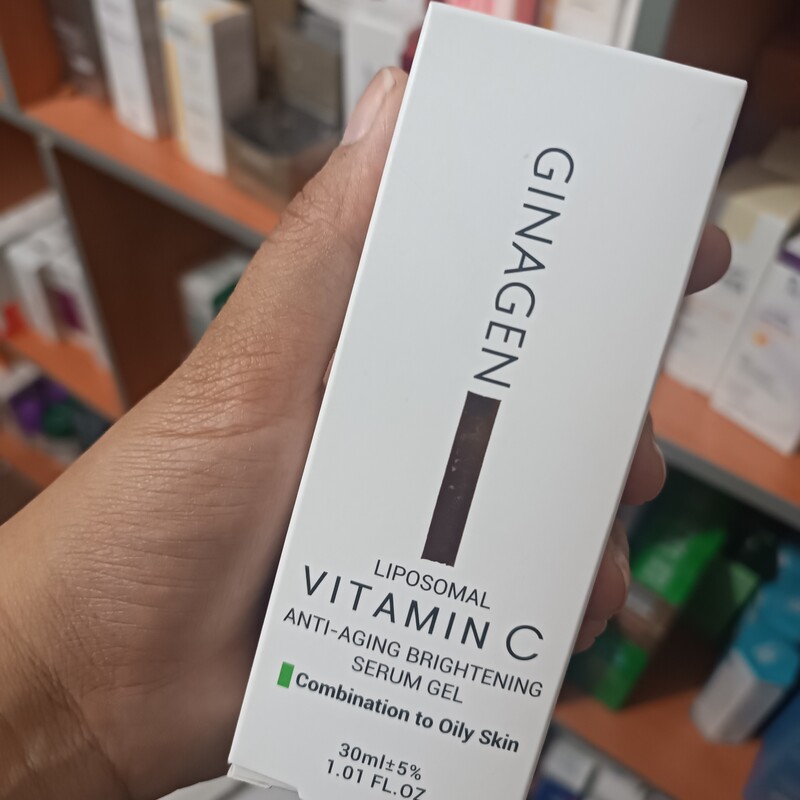 GINAGEN
LIPOSOMAL
VITAMIN C
ANTI-AGING BRIGHTENING
SERUM GEL
Combination to Oily Skin
30ml±5%
1.01 FL.OZ